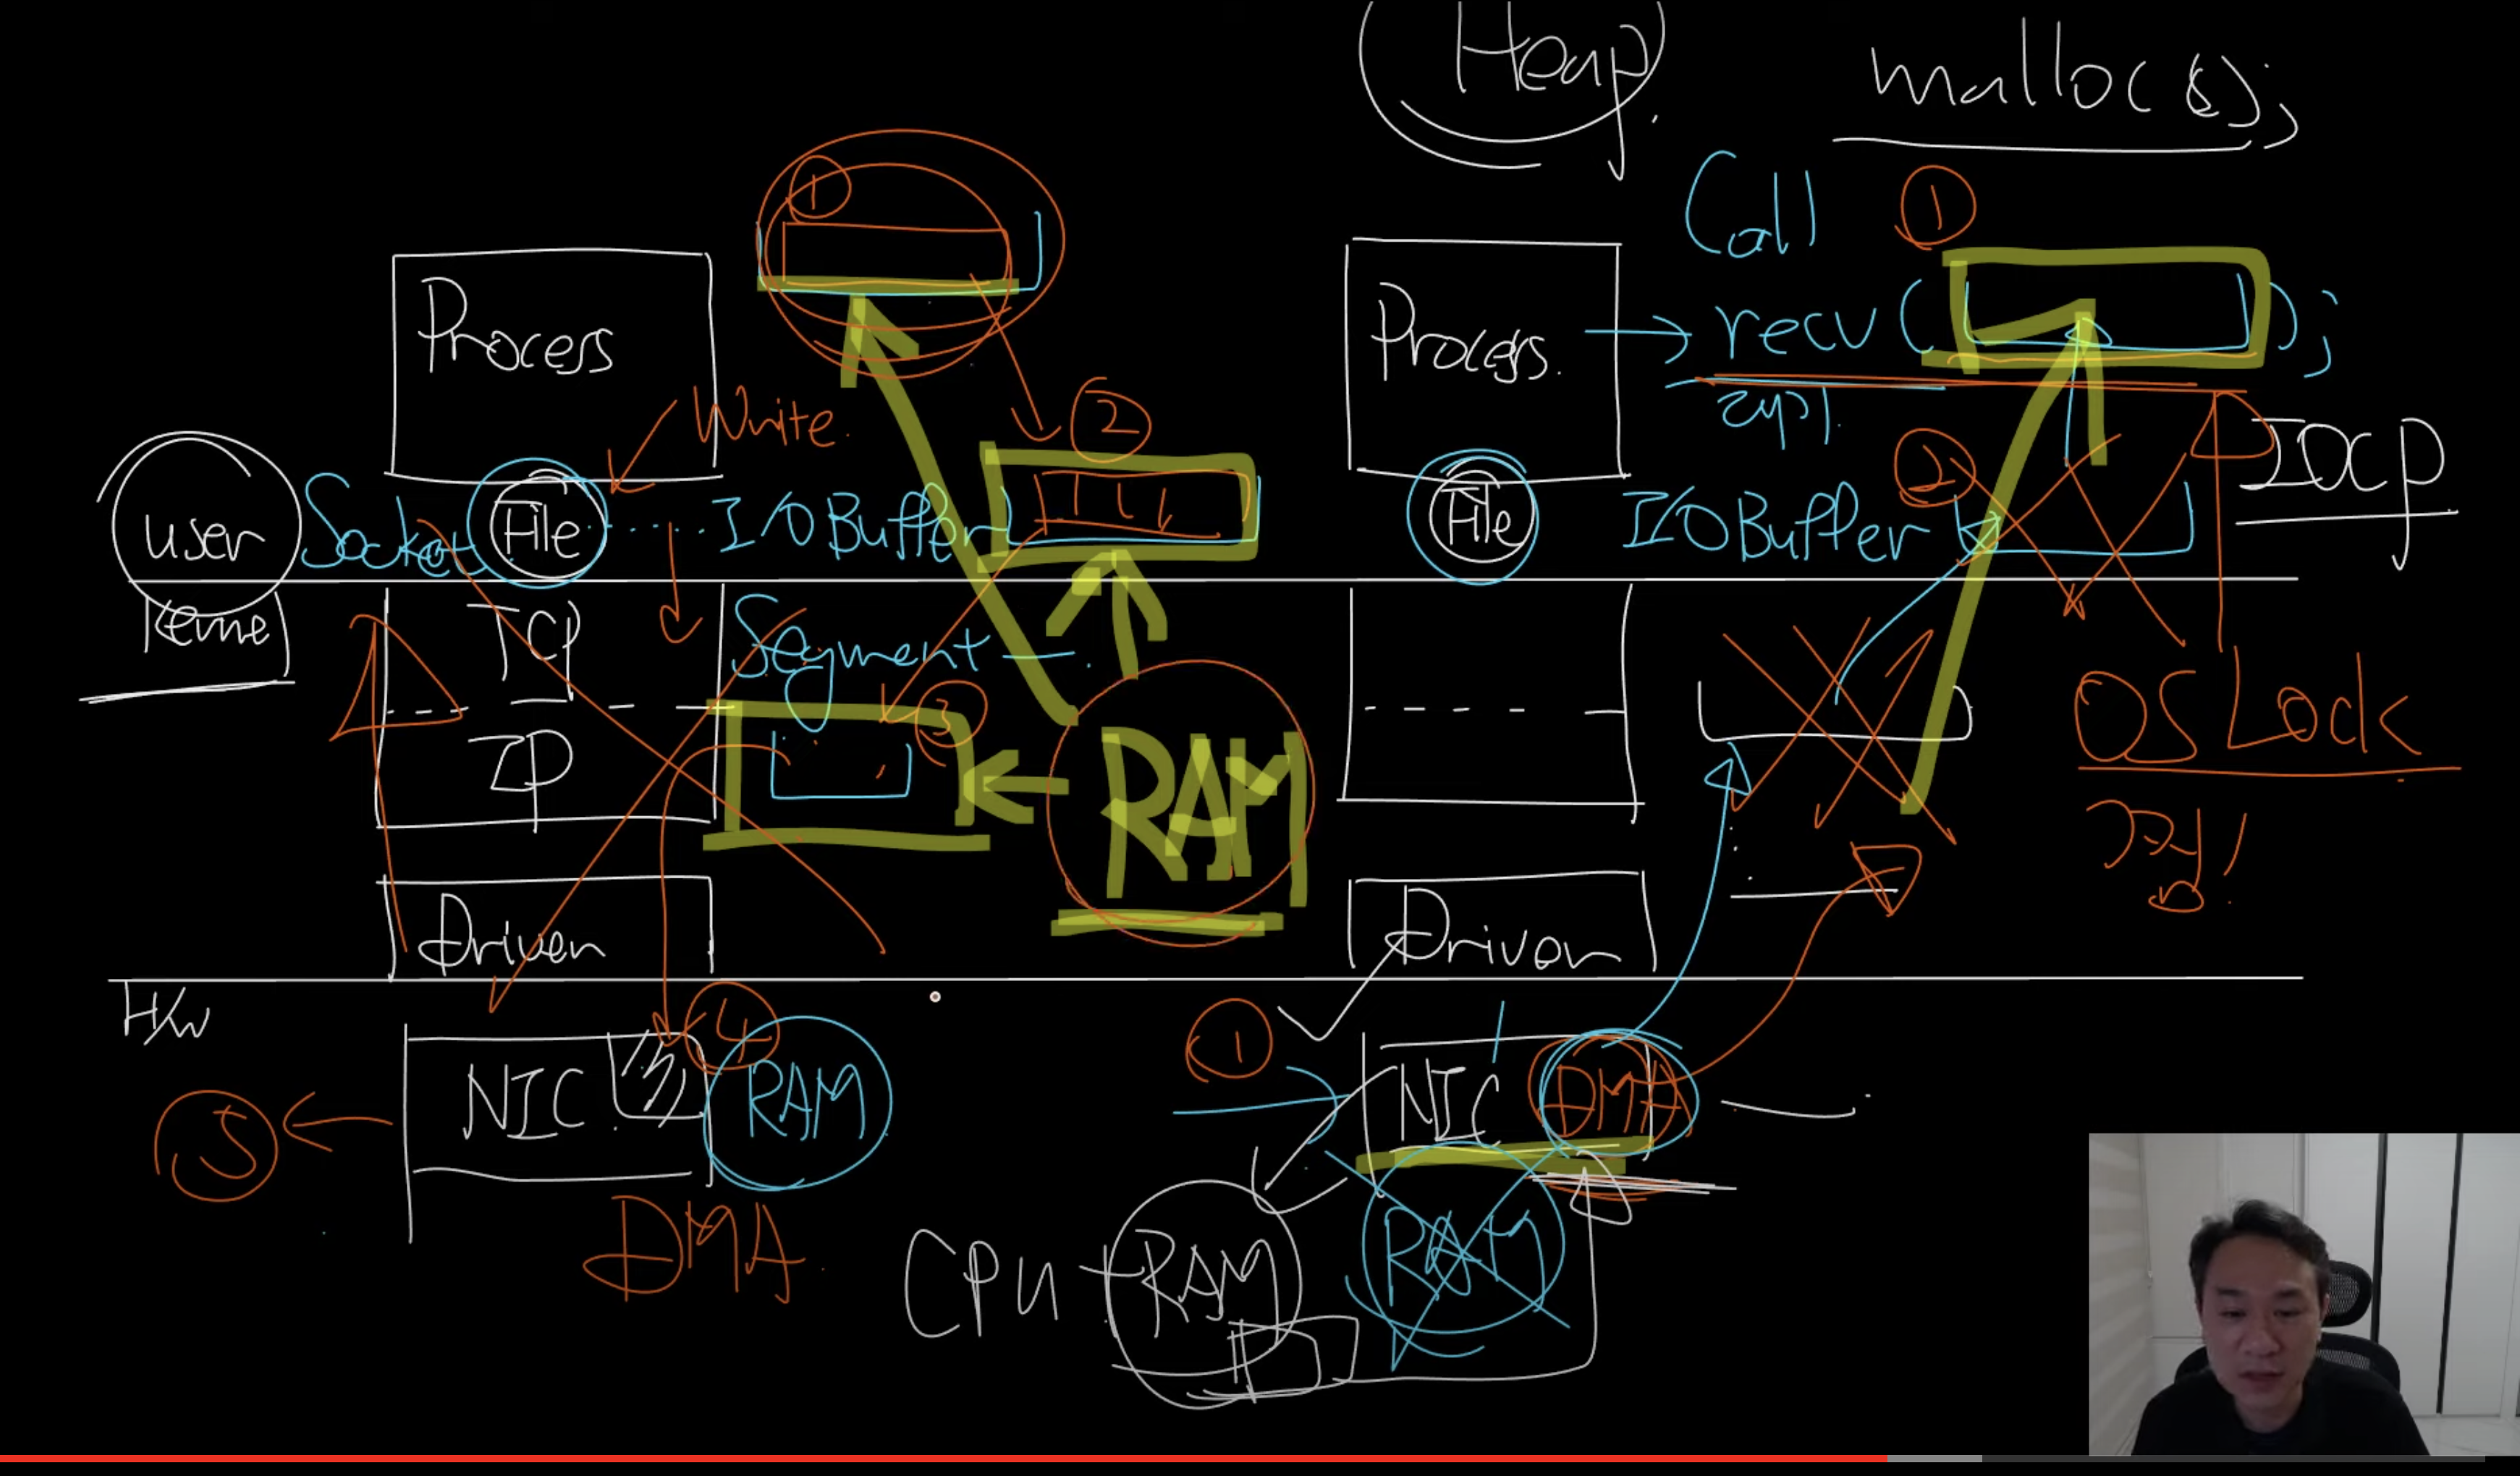 Heap
malloc( );
Call
①
①
Process
Process.
recv( );
②
Write.
②
IOCP
user
Socket
File
I/O Buffer
File
I/O Buffer
TCP
Segment
③
OS Lock
IP
RAM
Driver
Driver
H/W
④
①
NIC
RAM
NIC
DMA
5
DMA
CPU
RAM
RAM